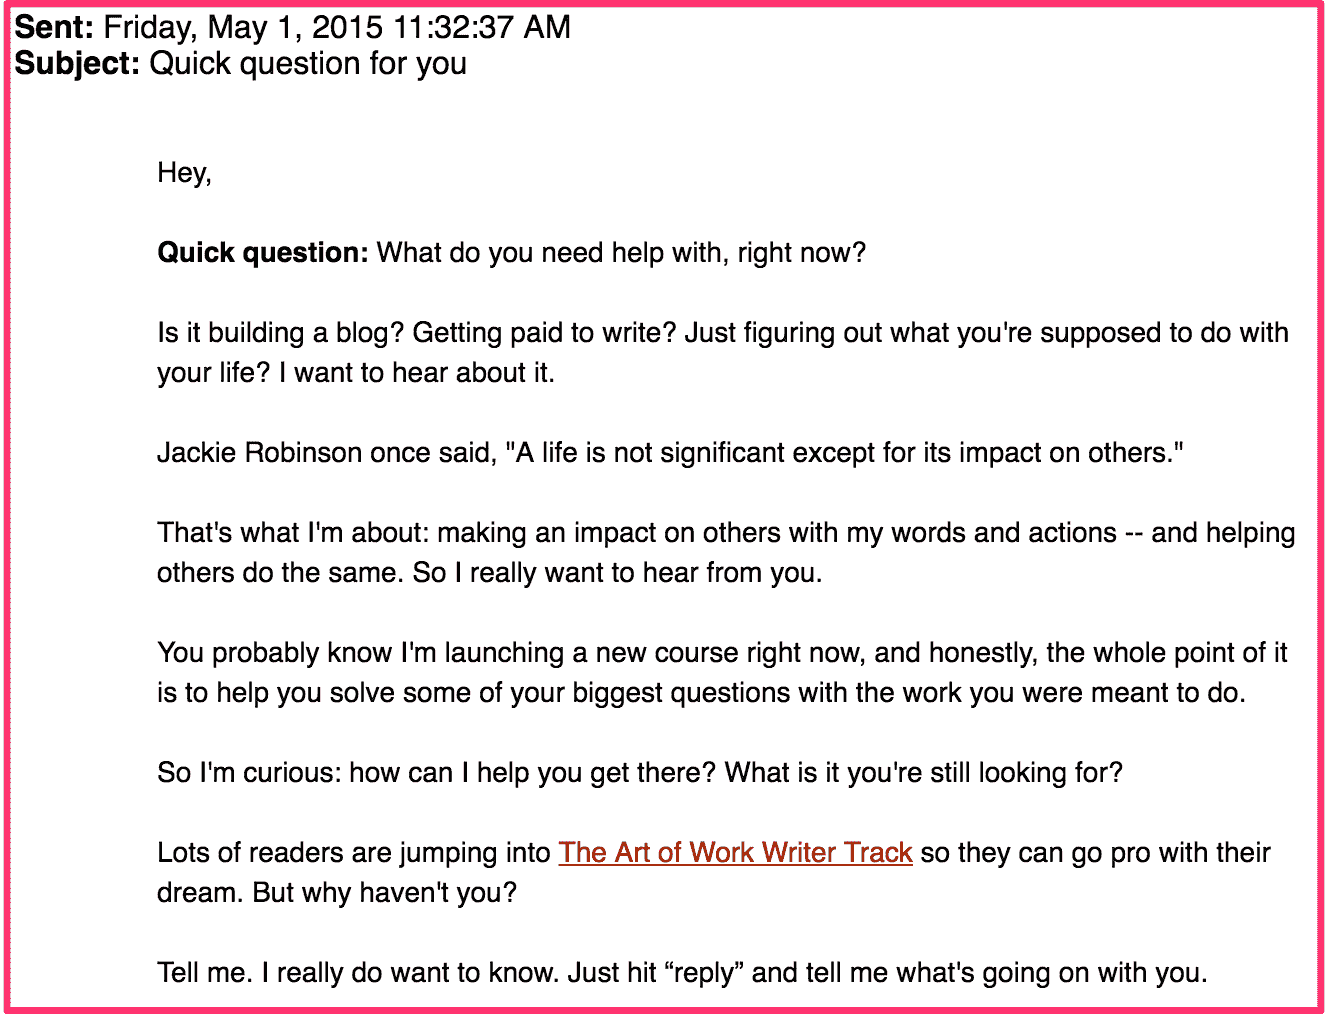 Sent: Friday, May 1, 2015 11:32:37 AM
Subject: Quick question for you
Hey,
Quick question: What do you need help with, right now?
Is it building a blog? Getting paid to write? Just figuring out what you're supposed to do with
your life? I want to hear about it.
Jackie Robinson once said, "A life is not significant except for its impact on others."
That's what I'm about: making an impact on others with my words and actions -- and helping
others do the same. So I really want to hear from you.
You probably know I'm launching a new course right now, and honestly, the whole point of it
is to help you solve some of your biggest questions with the work you were meant to do.
So I'm curious: how can I help you get there? What is it you're still looking for?
Lots of readers are jumping into The Art of Work Writer Track so they can go pro with their
dream. But why haven't you?
Tell me. I really do want to know. Just hit “reply” and tell me what's going on with you.